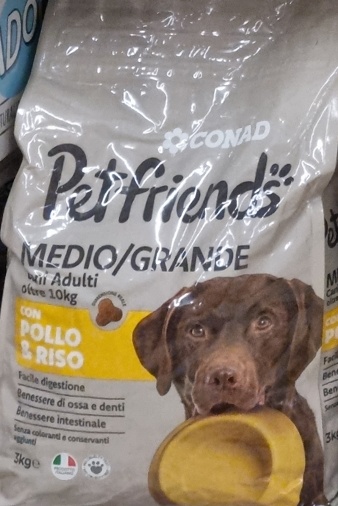 CONAD
Petfriends
MEDIO/GRANDE
Cani Adulti
oltre 10kg
CON
POLLO
& RISO
Facile digestione
Benessere di ossa e denti
Benessere intestinale
Senza coloranti e conservanti
aggiunti
3kg e